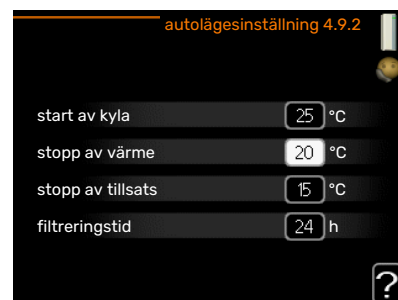 autolägesinställning 4.9.2
start av kyla 25 °C
stopp av värme 20 °C
stopp av tillsats 15 °C
filtreringstid 24 h
?